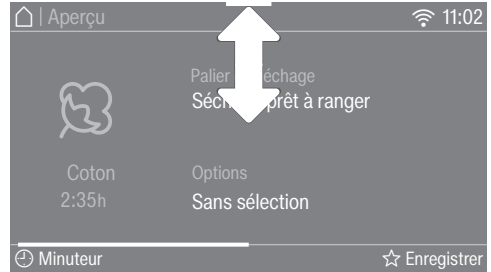 Aperçu
11:02
Palier
échage
Séch
prêt à ranger
Coton
2:35h
Options
Sans sélection
Minuteur
Enregistrer